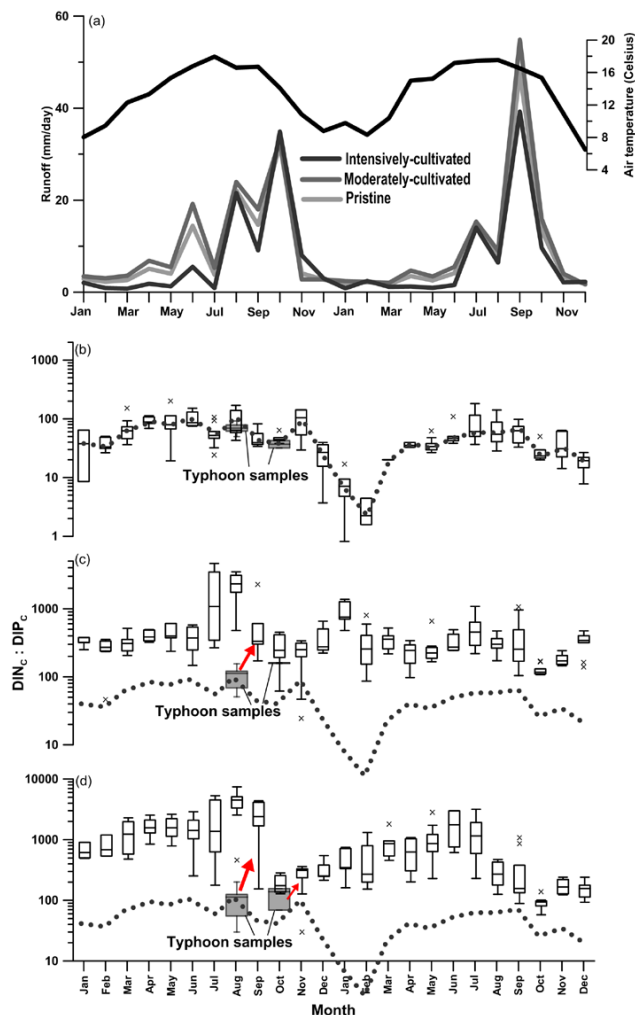 (a)
60
40
20
0
Runoff (mm/day)
20
16
12
8
4
Air temperature (Celsius)
Intensively-cultivated
Moderately-cultivated
Pristine
Jan Mar May Jul Sep Nov Jan Mar May Jul Sep Nov
(b)
1000
100
10
1
Typhoon samples
(c)
1000
100
10
Typhoon samples
DINc : DIPc
(d)
10000
1000
100
10
Typhoon samples
Jan Feb Mar Apr May Jun Jul Aug Sep Oct Nov Dec Jan Feb Mar Apr May Jun Jul Aug Sep Oct Nov Dec
Month